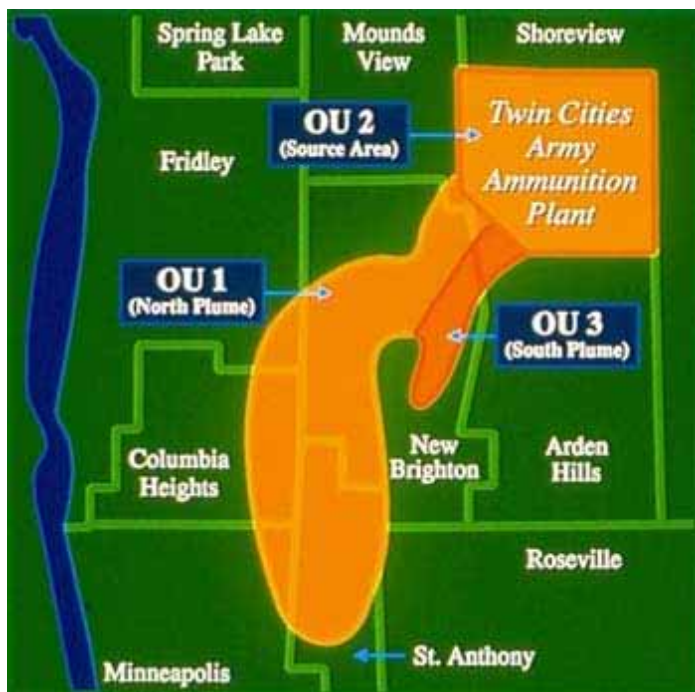 Spring Lake
Park
Mounds
View
Shoreview
OU 2
(Source Area)
Twin Cities
Army
Ammunition
Plant
Fridley
OU 1
(North Plume)
OU 3
(South Plume)
Columbia
Heights
New
Brighton
Arden
Hills
Roseville
St. Anthony
Minneapolis